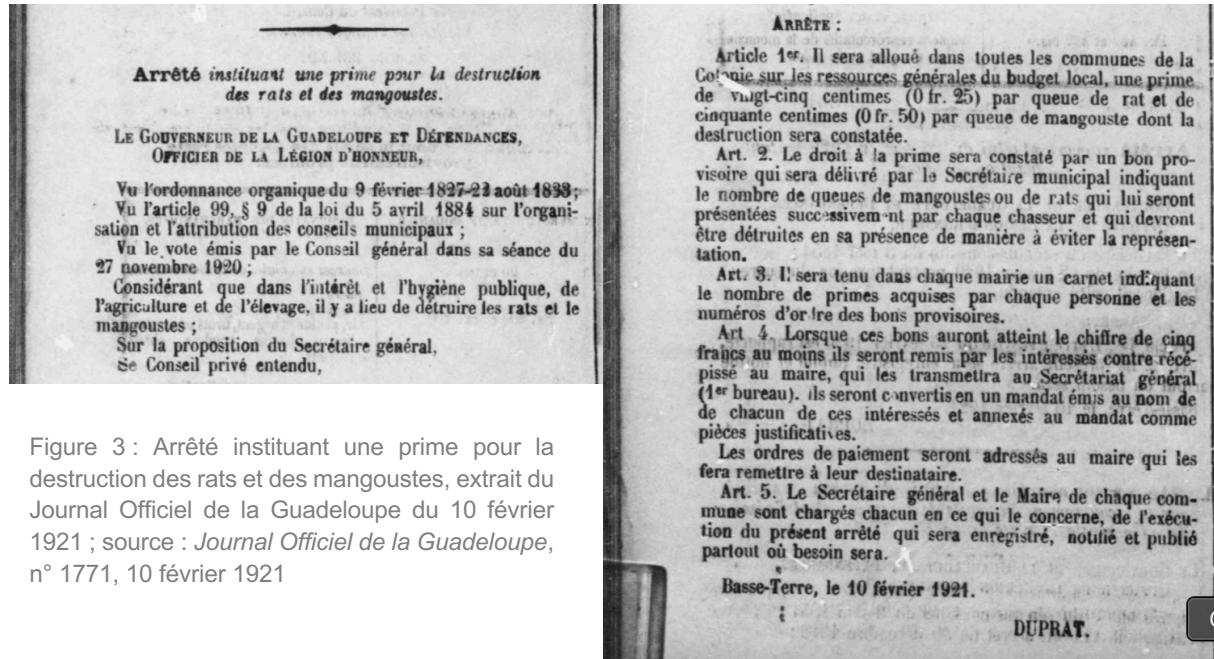 Arrêté instituant une prime pour la destruction
des rats et des mangoustes.
LE GOUVERNEUR DE LA GUADELOUPE ET DÉPENDANCES,
OFFICIER DE LA LÉGION D'HONNEUR,
Vu l'ordonnance organique du 9 février 1827-22 août 1833;
Vu l'article 99, § 9 de la loi du 5 avril 1884 sur l'organi-
sation et l'attribution des conseils municipaux ;
Vu le vote émis par le Conseil général dans sa séance du
27 novembre 1920 ;
Considérant que dans l'intérêt et l'hygiène publique, de
l'agriculture et de l'élevage, il y a lieu de détruire les rats et le
mangoustes ;
Sur la proposition du Secrétaire général,
Le Conseil privé entendu,
Figure 3 : Arrêté instituant une prime pour la
destruction des rats et des mangoustes, extrait du
Journal Officiel de la Guadeloupe du 10 février
1921 ; source : Journal Officiel de la Guadeloupe,
n° 1771, 10 février 1921
ARRÊTE :
Article 1er. Il sera alloué dans toutes les communes de la
Colonie sur les ressources générales du budget local, une prime
de vingt-cinq centimes (0 fr. 25) par queue de rat et de
cinquante centimes (0 fr. 50) par queue de mangouste dont la
destruction sera constatée.
Art. 2. Le droit à la prime sera constaté par un bon pro-
visoire qui sera délivré par le Secrétaire municipal indiquant
le nombre de queues de mangoustes ou de rats qui lui seront
présentées successivement par chaque chasseur et qui devront
être détruites en sa présence de manière à éviter la représen-
tation.
Art. 3. Il sera tenu dans chaque mairie un carnet indiquant
le nombre de primes acquises par chaque personne et les
numéros d'ordre des bons provisoires.
Art 4. Lorsque ces bons auront atteint le chiffre de cinq
francs au moins ils seront remis par les intéressés contre récé-
pissé au maire, qui les transmettra au Secrétariat général
(1er bureau). ils seront convertis en un mandat émis au nom de
de chacun de ces intéressés et annexés au mandat comme
pièces justificatives.
Les ordres de paiement seront adressés au maire qui les
fera remettre à leur destinataire.
Art. 5. Le Secrétaire général et le Maire de chaque com-
mune sont chargés chacun en ce qui le concerne, de l'exécu-
tion du présent arrêté qui sera enregistré, notifié et publié
partout où besoin sera.
Basse-Terre, le 10 février 1921.
DUPRAT.